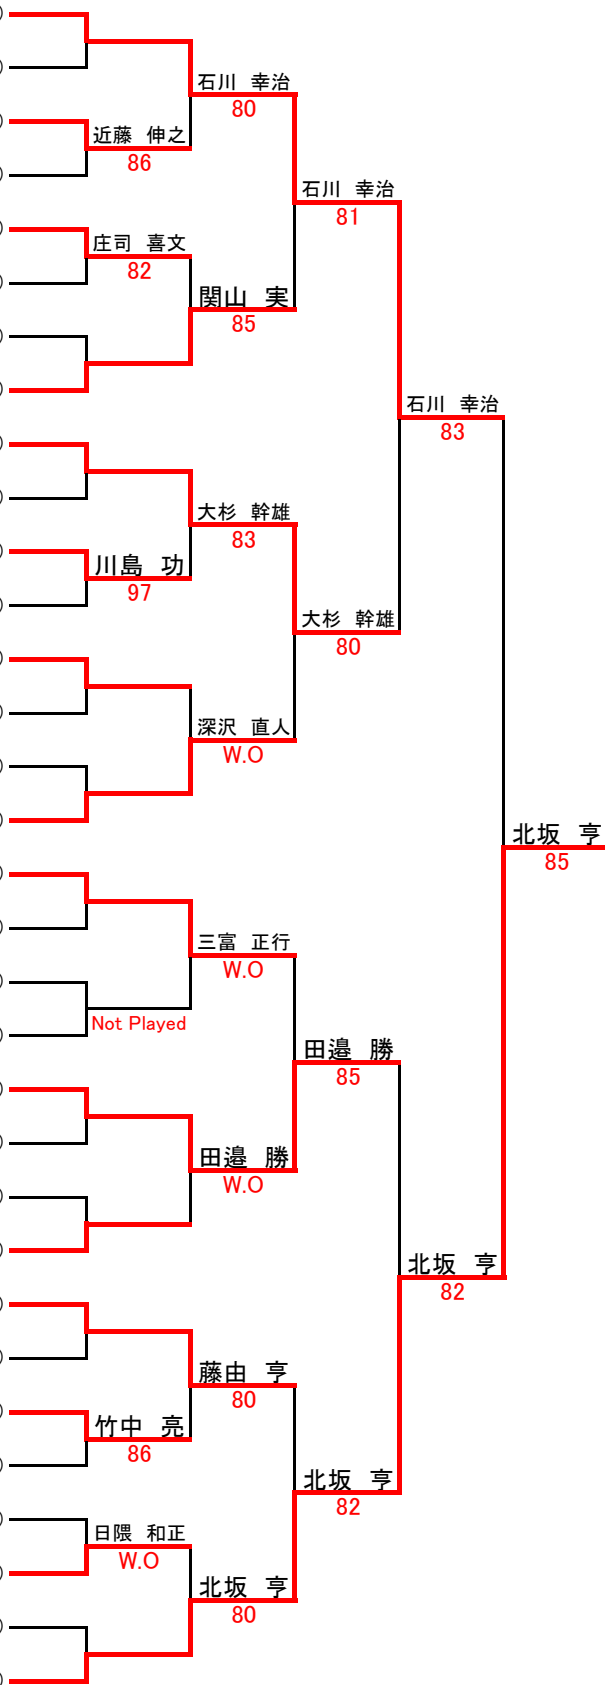 石川 幸治
80
近藤 伸之
86
石川 幸治
81
庄司 喜文
82
関山 実
85
石川 幸治
83
大杉 幹雄
83
川島 功
97
大杉 幹雄
80
深沢 直人
W.O
北坂 亨
85
三富 正行
W.O
Not Played
田邉 勝
85
田邉 勝
W.O
北坂 亨
82
藤由 亨
80
竹中 亮
86
北坂 亨
82
日隈 和正
W.O
北坂 亨
80